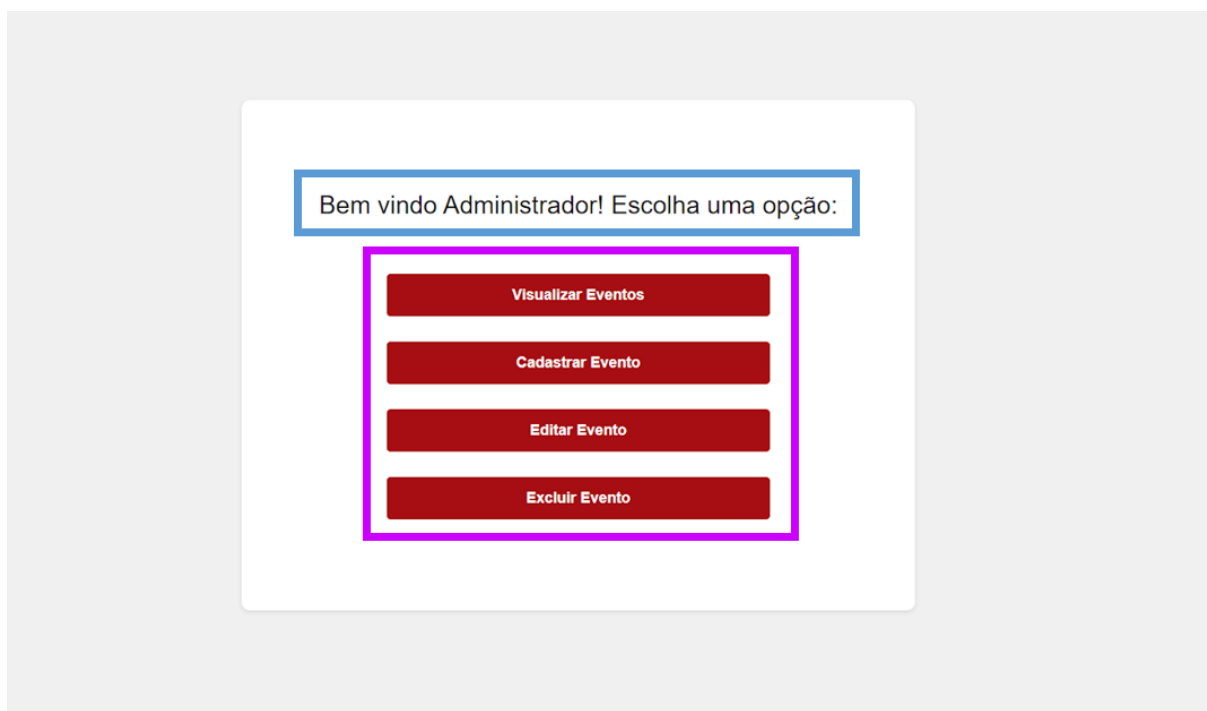 Bem vindo Administrador! Escolha uma opção:
Visualizar Eventos
Cadastrar Evento
Editar Evento
Excluir Evento